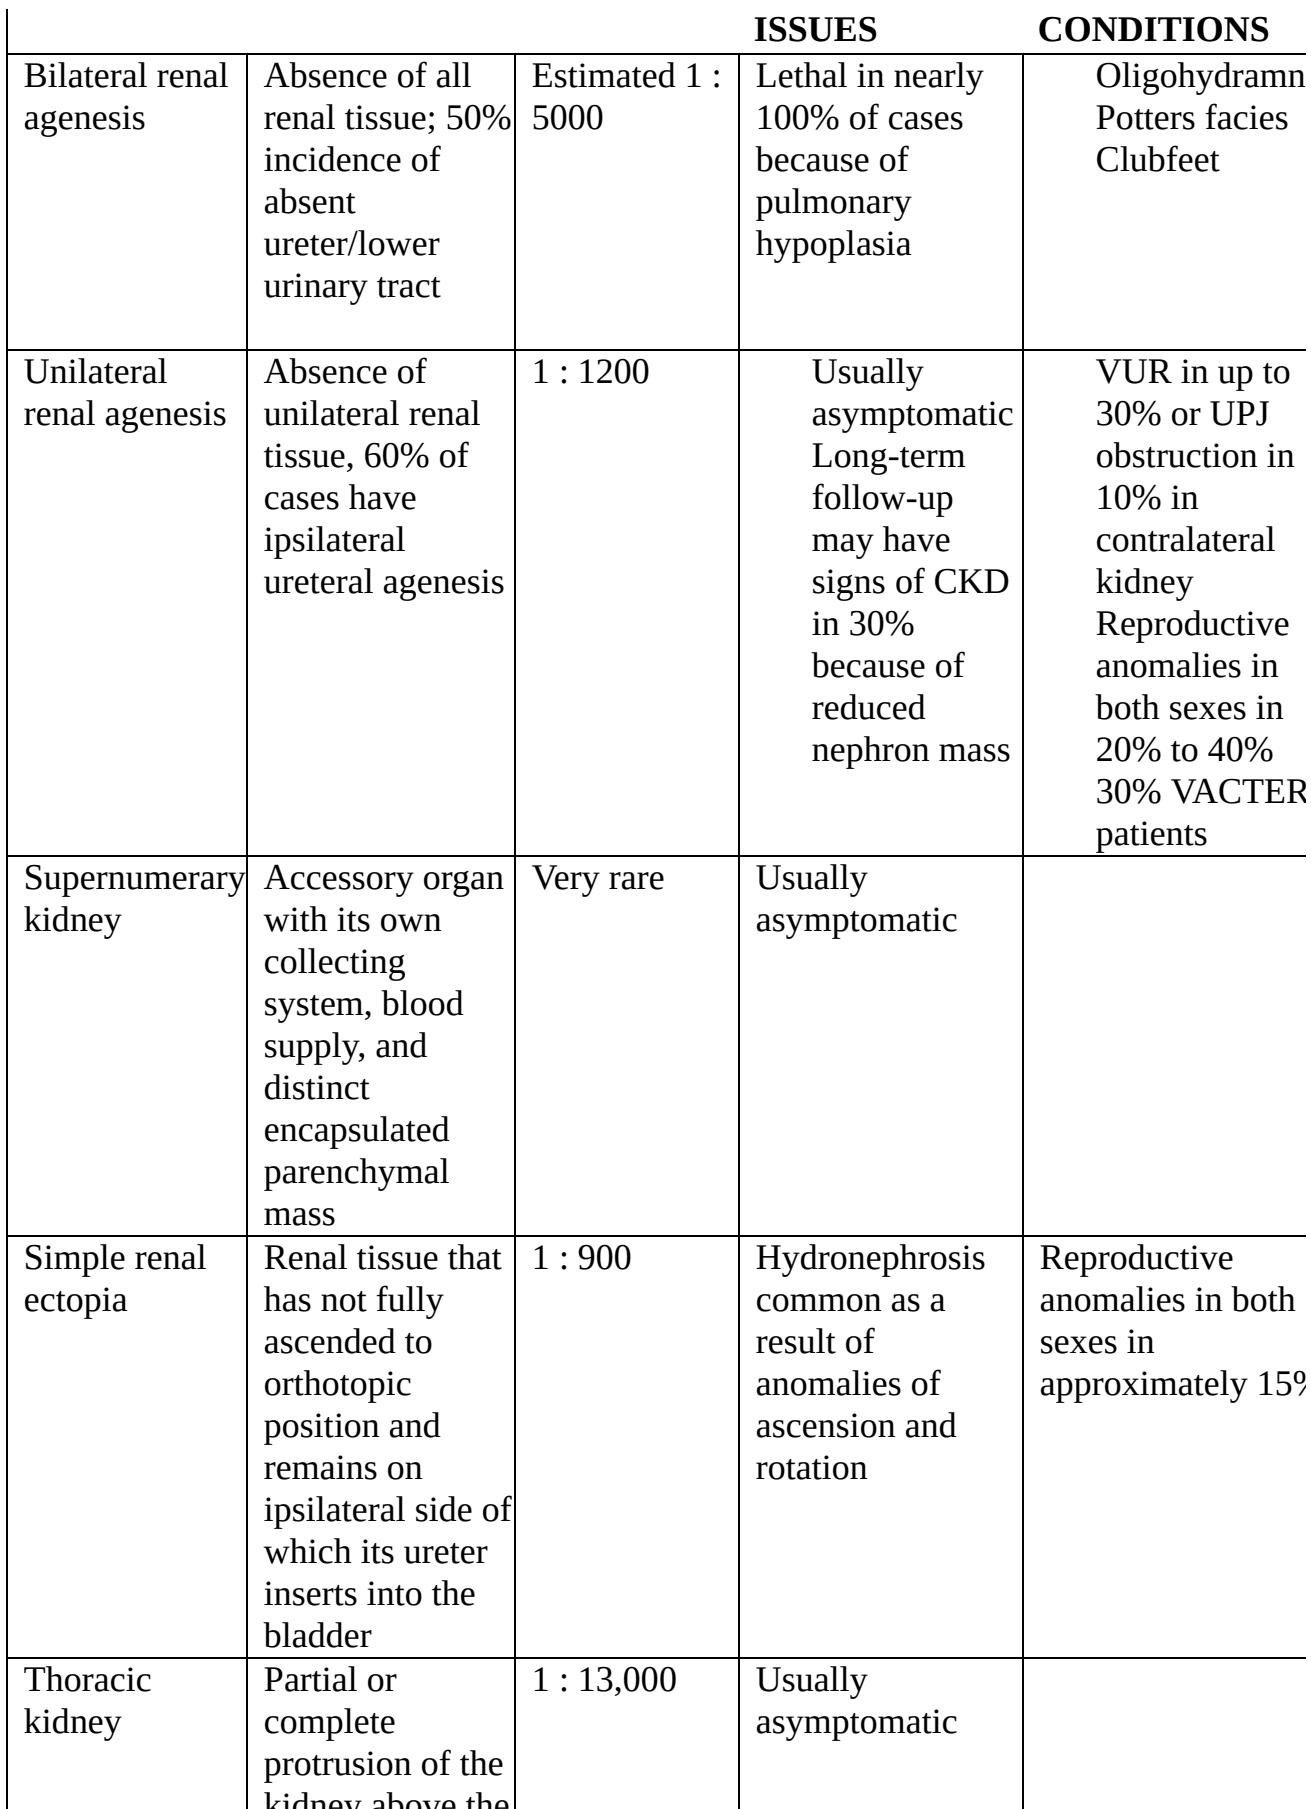 ISSUES CONDITIONS
Bilateral renal
agenesis
Absence of all
renal tissue; 50%
incidence of
absent
ureter/lower
urinary tract
Estimated 1 :
5000
Lethal in nearly
100% of cases
because of
pulmonary
hypoplasia
Oligohydramn
Potters facies
Clubfeet
Unilateral
renal agenesis
Absence of
unilateral renal
tissue, 60% of
cases have
ipsilateral
ureteral agenesis
1 : 1200
Usually
asymptomatic
Long-term
follow-up
may have
signs of CKD
in 30%
because of
reduced
nephron mass
VUR in up to
30% or UPJ
obstruction in
10% in
contralateral
kidney
Reproductive
anomalies in
both sexes in
20% to 40%
30% VACTER
patients
Supernumerary
kidney
Accessory organ
with its own
collecting
system, blood
supply, and
distinct
encapsulated
parenchymal
mass
Very rare
Usually
asymptomatic
Simple renal
ectopia
Renal tissue that
has not fully
ascended to
orthotopic
position and
remains on
ipsilateral side of
which its ureter
inserts into the
bladder
1 : 900
Hydronephrosis
common as a
result of
anomalies of
ascension and
rotation
Reproductive
anomalies in both
sexes in
approximately 15%
Thoracic
kidney
Partial or
complete
protrusion of the
kidney above the
1 : 13,000
Usually
asymptomatic